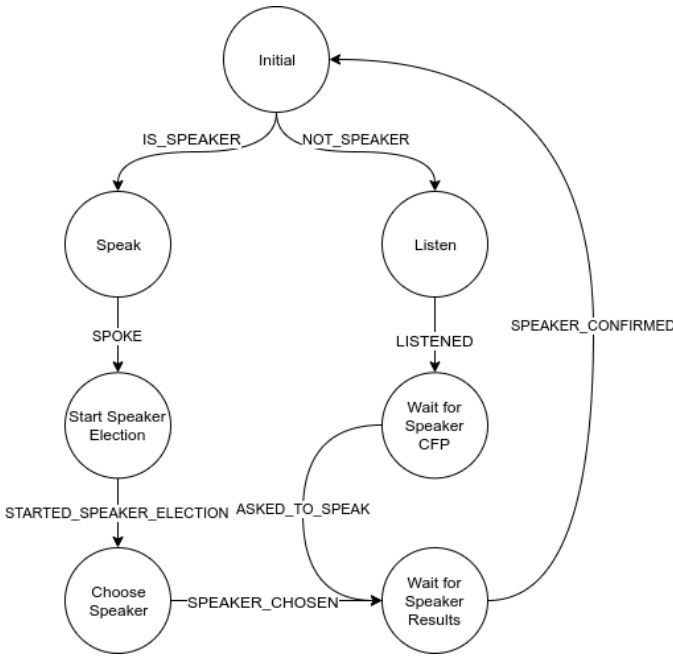 Initial
IS_SPEAKER
NOT_SPEAKER
Speak
Listen
SPOKE
LISTENED
SPEAKER_CONFIRMED
Start Speaker
Election
Wait for
Speaker
CFP
STARTED_SPEAKER_ELECTION
ASKED_TO_SPEAK
Choose
Speaker
SPEAKER_CHOSEN
Wait for
Speaker
Results